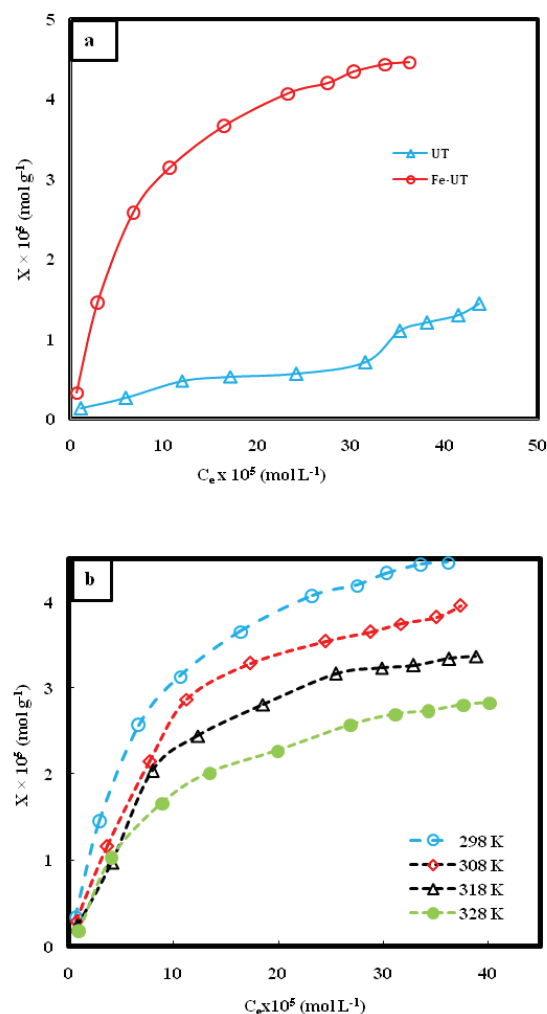 a
5
4
3
2
1
0
X × 10⁵ (mol g⁻¹)
UT
Fe-UT
0 10 20 30 40 50
Cₑ x 10⁵ (mol L⁻¹)
b
4
3
2
1
0
X × 10⁵ (mol g⁻¹)
298 K
308 K
318 K
328 K
0 10 20 30 40
Cₑx10⁵ (mol L⁻¹)